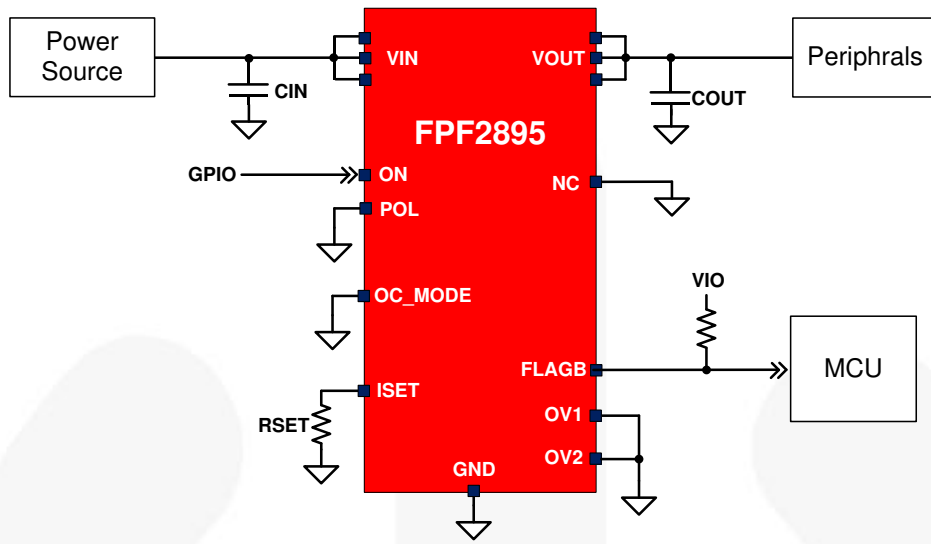 Power
Source
CIN
VIN
VOUT
COUT
Periphrals
FPF2895
GPIO
ON
POL
NC
OC_MODE
VIO
MCU
FLAGB
ISET
RSET
OV1
OV2
GND